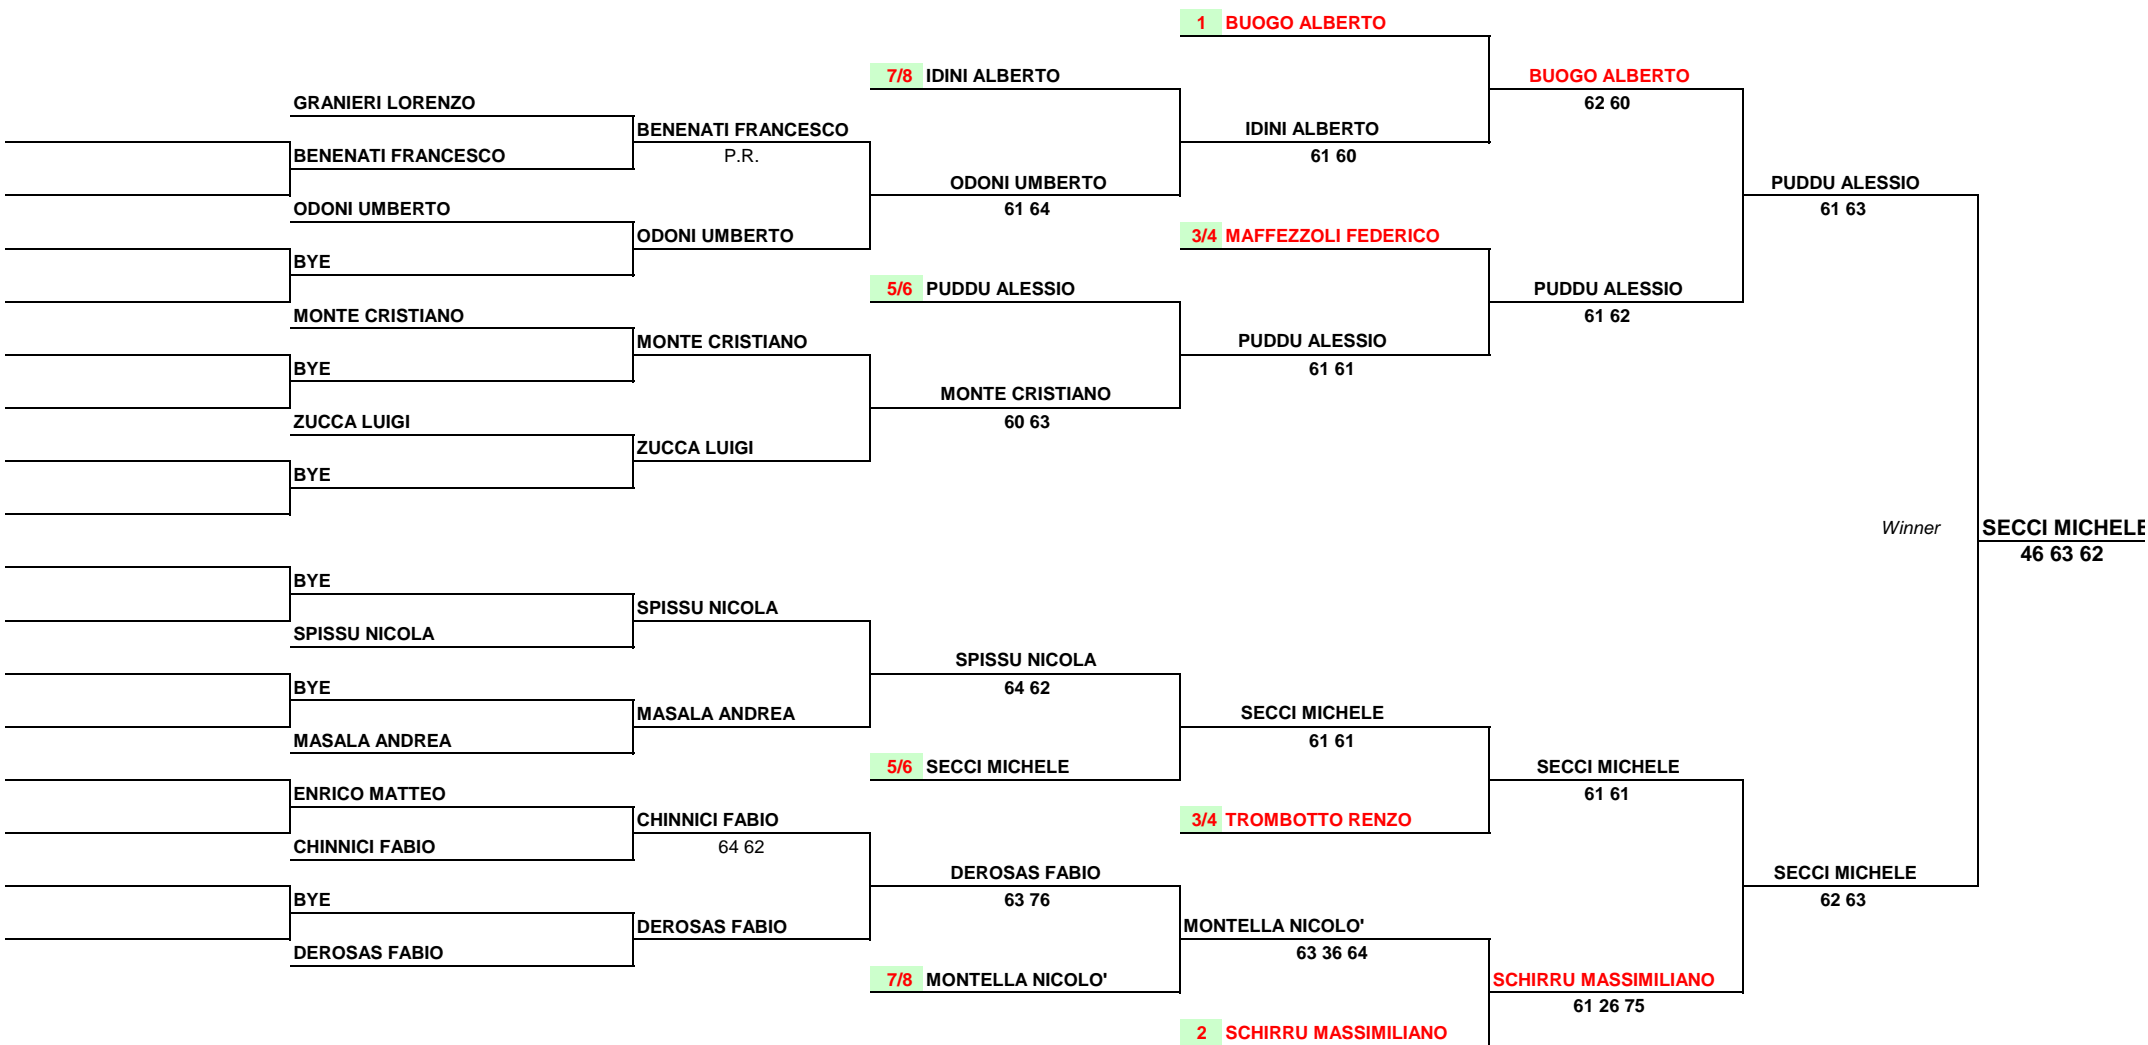 1 BUOGO ALBERTO
7/8 IDINI ALBERTO
BUOGO ALBERTO
GRANIERI LORENZO
62 60
BENENATI FRANCESCO
IDINI ALBERTO
BENENATI FRANCESCO
P.R.
61 60
ODONI UMBERTO
PUDDU ALESSIO
ODONI UMBERTO
61 64
61 63
ODONI UMBERTO
3/4 MAFFEZZOLI FEDERICO
BYE
5/6 PUDDU ALESSIO
PUDDU ALESSIO
MONTE CRISTIANO
61 62
MONTE CRISTIANO
PUDDU ALESSIO
BYE
61 61
MONTE CRISTIANO
ZUCCA LUIGI
60 63
ZUCCA LUIGI
BYE
Winner
SECCI MICHELE
46 63 62
BYE
SPISSU NICOLA
SPISSU NICOLA
SPISSU NICOLA
BYE
64 62
MASALA ANDREA
SECCI MICHELE
MASALA ANDREA
61 61
5/6 SECCI MICHELE
SECCI MICHELE
ENRICO MATTEO
61 61
CHINNICI FABIO
3/4 TROMBOTTO RENZO
CHINNICI FABIO
64 62
DEROSAS FABIO
SECCI MICHELE
BYE
63 76
62 63
DEROSAS FABIO
MONTELLA NICOLO'
DEROSAS FABIO
63 36 64
7/8 MONTELLA NICOLO'
SCHIRRU MASSIMILIANO
61 26 75
2 SCHIRRU MASSIMILIANO